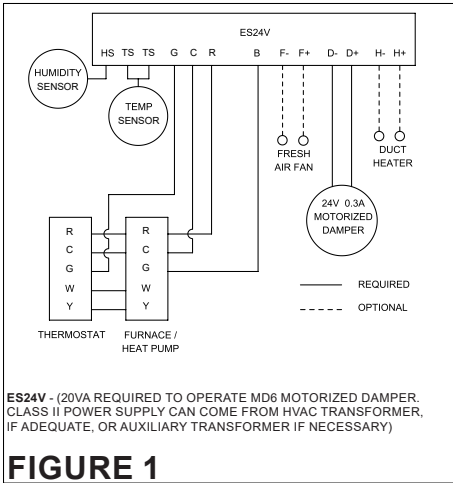 ES24V
HS TS TS G C R B F- F+ D- D+ H- H+
HUMIDITY
SENSOR
TEMP
SENSOR
FRESH
AIR FAN
DUCT
HEATER
24V 0.3A
MOTORIZED
DAMPER
R R
C C
G G
W W
Y Y
REQUIRED
OPTIONAL
THERMOSTAT FURNACE /
HEAT PUMP
ES24V - (20VA REQUIRED TO OPERATE MD6 MOTORIZED DAMPER.
CLASS II POWER SUPPLY CAN COME FROM HVAC TRANSFORMER,
IF ADEQUATE, OR AUXILIARY TRANSFORMER IF NECESSARY)
FIGURE 1